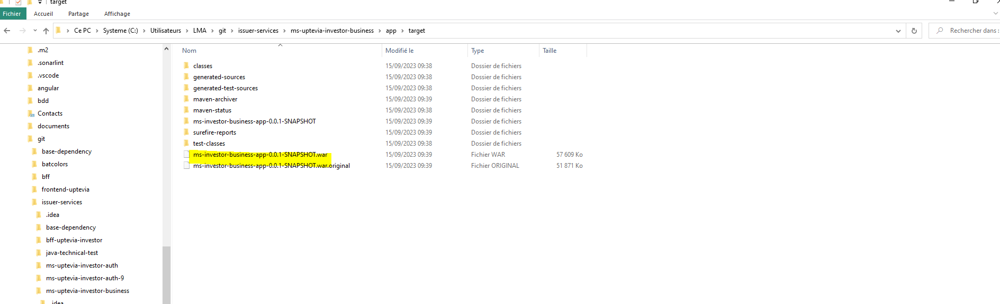 target
Fichier Accueil Partage Affichage
Ce PC > Systeme (C:) > Utilisateurs > LMA > git > issuer-services > ms-uptevia-investor-business > app > target
Rechercher dans :
.m2
.sonarlint
.vscode
angular
bdd
Contacts
documents
git
base-dependency
batcolors
bff
frontend-uptevia
issuer-services
.idea
base-dependency
bff-uptevia-investor
java-technical-test
ms-uptevia-investor-auth
ms-uptevia-investor-auth-9
ms-uptevia-investor-business
.idea
Nom Modifié le Type Taille
classes 15/09/2023 09:38 Dossier de fichiers
generated-sources 15/09/2023 09:38 Dossier de fichiers
generated-test-sources 15/09/2023 09:38 Dossier de fichiers
maven-archiver 15/09/2023 09:39 Dossier de fichiers
maven-status 15/09/2023 09:38 Dossier de fichiers
ms-investor-business-app-0.0.1-SNAPSHOT 15/09/2023 09:39 Dossier de fichiers
surefire-reports 15/09/2023 09:39 Dossier de fichiers
test-classes 15/09/2023 09:38 Dossier de fichiers
ms-investor-business-app-0.0.1-SNAPSHOT.war 15/09/2023 09:39 Fichier WAR 57 609 Ko
ms-investor-business-app-0.0.1-SNAPSHOT.war.original 15/09/2023 09:39 Fichier ORIGINAL 51 871 Ko